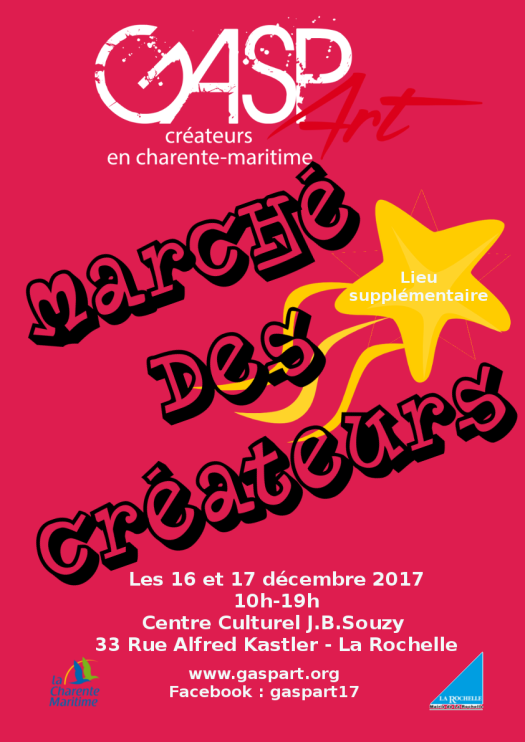 GASP
Art
créateurs
en charente-maritime
Marché
Des
Créateurs
Lieu
supplémentaire
Les 16 et 17 décembre 2017
10h-19h
Centre Culturel J.B.Souzy
33 Rue Alfred Kastler - La Rochelle
www.gaspart.org
Facebook : gaspart17
La
Charente
Maritime
LA ROCHELLE